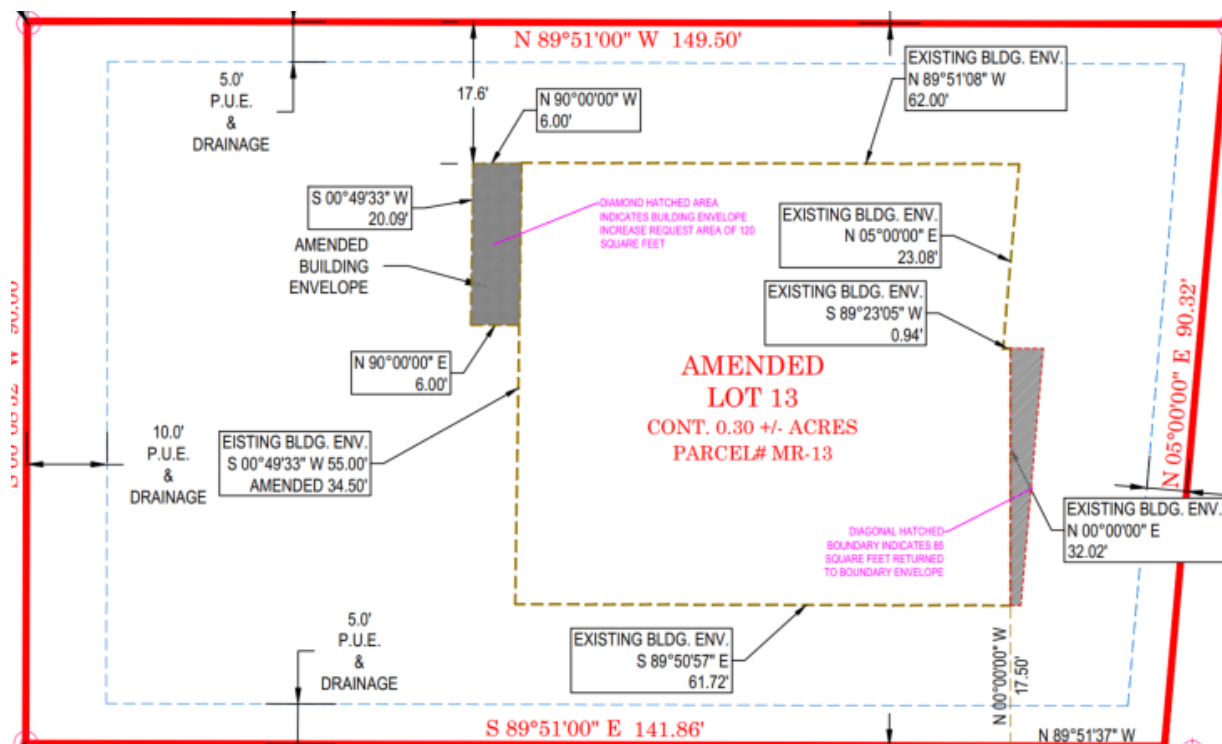 N 89°51'00" W 149.50'
5.0'
P.U.E.
&
DRAINAGE
17.6'
N 90°00'00" W
6.00'
EXISTING BLDG. ENV.
N 89°51'08" W
62.00'
S 00°49'33" W
20.09'
AMENDED
BUILDING
ENVELOPE
DIAMOND HATCHED AREA
INDICATES BUILDING ENVELOPE
INCREASE REQUEST AREA OF 120
SQUARE FEET
EXISTING BLDG. ENV.
N 05°00'00" E
23.08'
EXISTING BLDG. ENV.
S 89°23'05" W
0.94'
N 90°00'00" E
6.00'
AMENDED
LOT 13
CONT. 0.30 +/- ACRES
PARCEL# MR-13
N 05°00'00" E 90.32'
10.0'
P.U.E.
&
DRAINAGE
EISTING BLDG. ENV.
S 00°49'33" W 55.00'
AMENDED 34.50'
DIAGONAL HATCHED
BOUNDARY INDICATES 85
SQUARE FEET RETURNED
TO BOUNDARY ENVELOPE
EXISTING BLDG. ENV.
N 00°00'00" E
32.02'
5.0'
P.U.E.
&
DRAINAGE
EXISTING BLDG. ENV.
S 89°50'57" E
61.72'
N 00°00'00" W
17.50'
S 89°51'00" E 141.86'
N 89°51'37" W